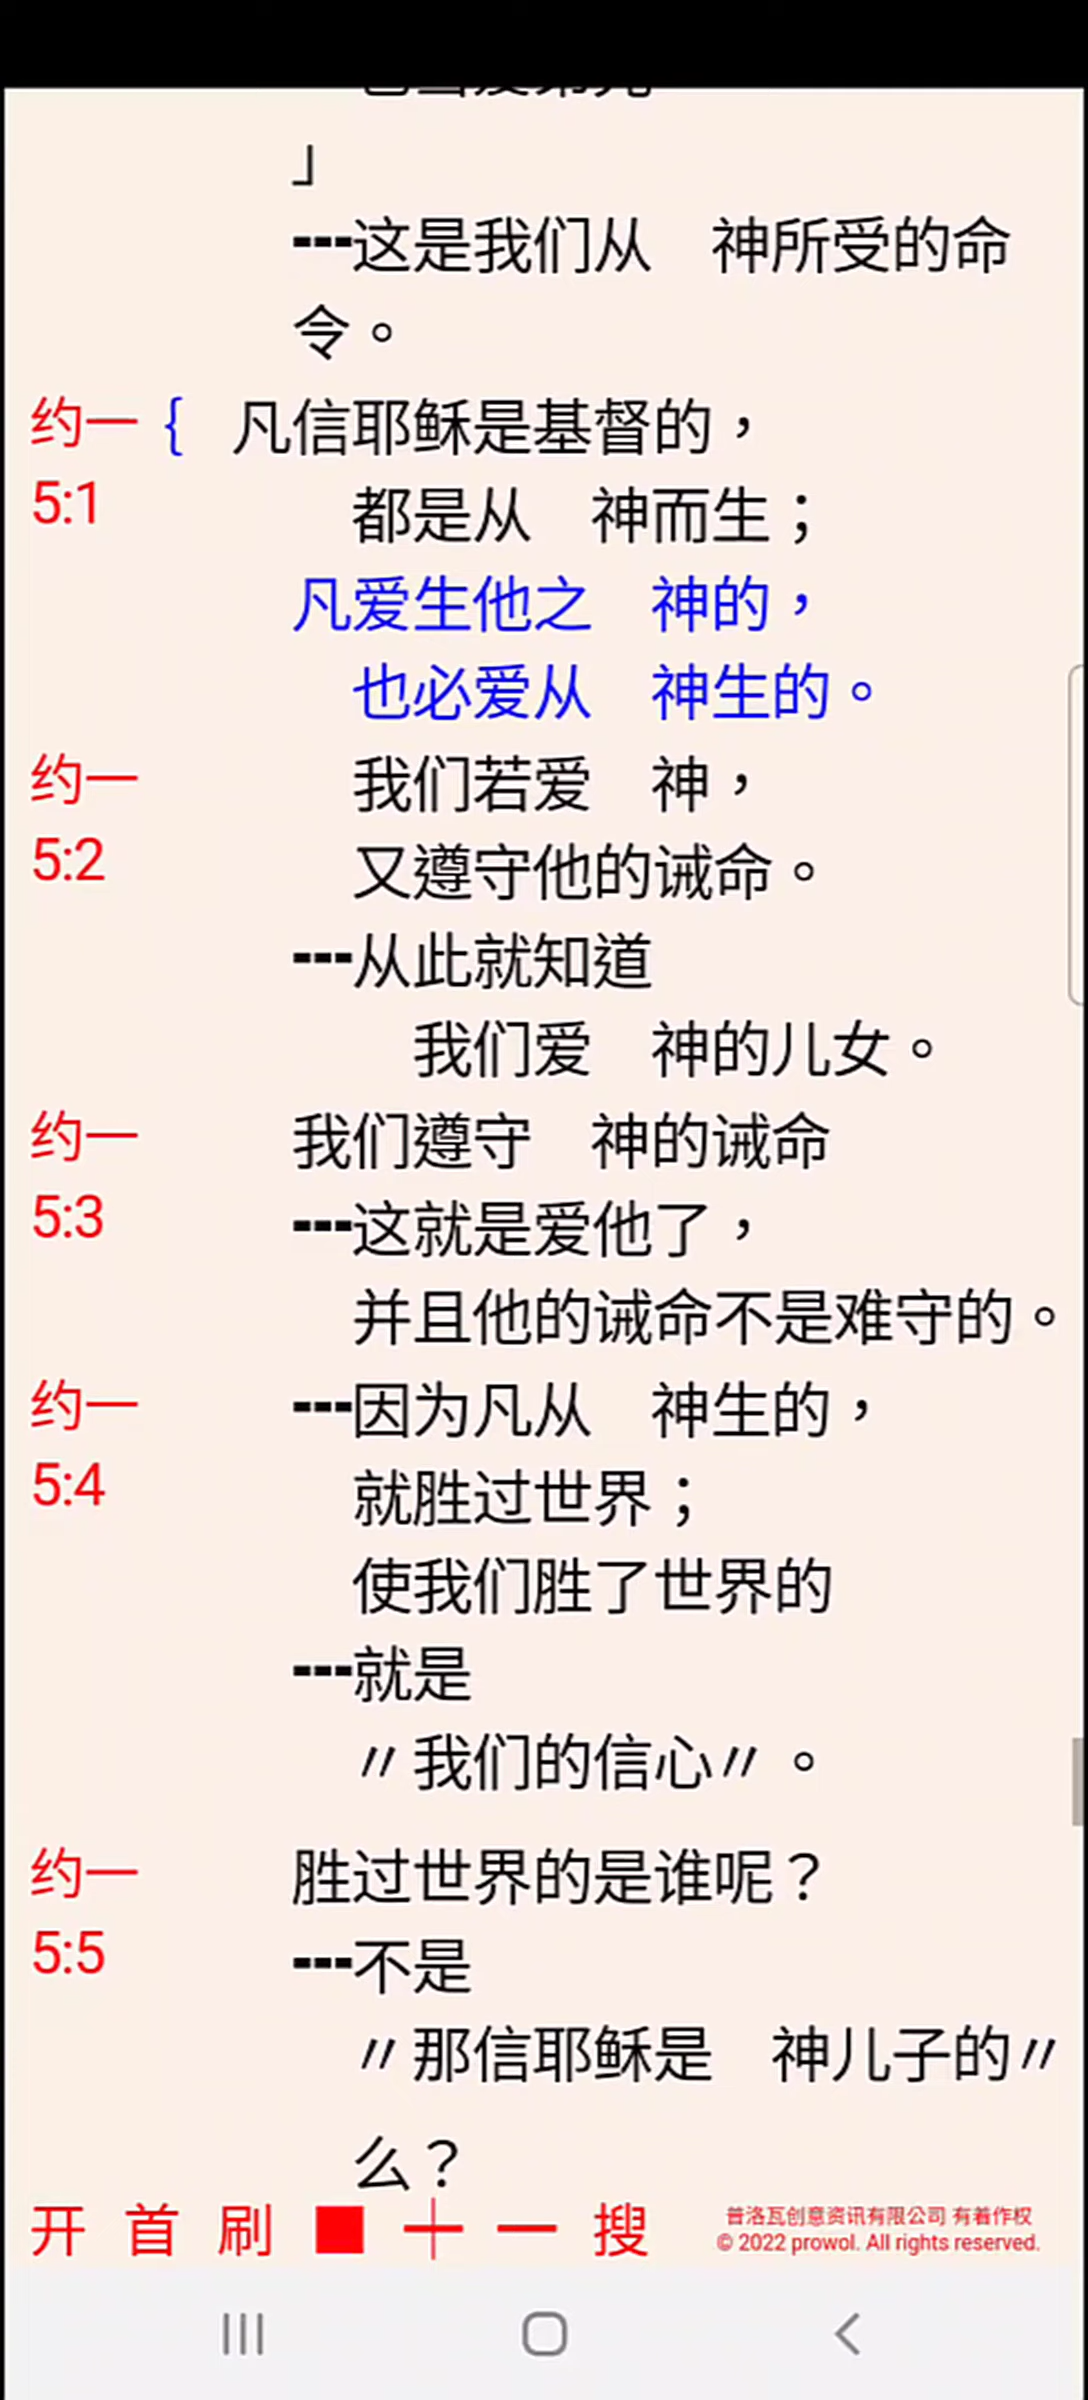 」
---这是我们从　神所受的命
令。
约一 { 凡信耶稣是基督的，
5:1 都是从　神而生；
凡爱生他之　神的，
也必爱从　神生的。
约一 我们若爱　神，
5:2 又遵守他的诫命。
---从此就知道
我们爱　神的儿女。
约一 我们遵守　神的诫命
5:3 ---这就是爱他了，
并且他的诫命不是难守的。
约一 ---因为凡从　神生的，
5:4 就胜过世界；
使我们胜了世界的
---就是
〃我们的信心〃。
约一 胜过世界的是谁呢？
5:5 ---不是
〃那信耶稣是　神儿子的〃
么？
开 首 刷 ■ 十 一 搜
普洛瓦创意资讯有限公司 有着作权
© 2022 prowol. All rights reserved.